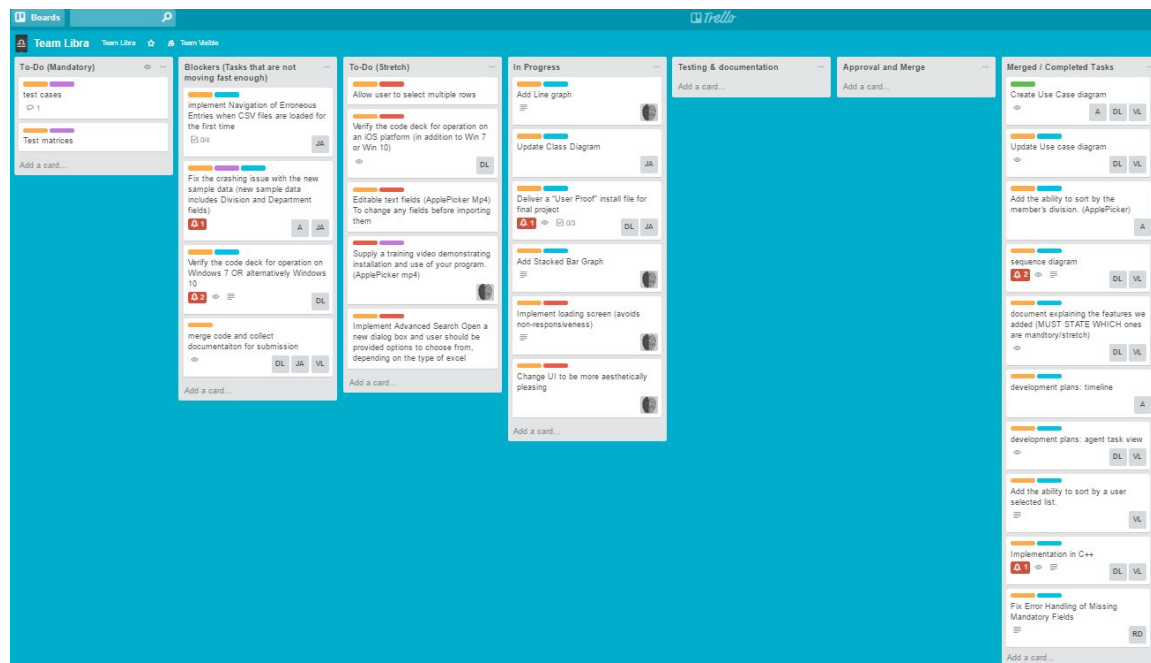 Boards
Trello
Team Libra Team Libra Team Visible
To-Do (Mandatory)
test cases
1
Test matrices
Add a card...
Blockers (Tasks that are not
moving fast enough)
implement Navigation of Erroneous
Entries when CSV files are loaded for
the first time
0/4
JA
Fix the crashing issue with the new
sample data (new sample data
includes Division and Department
fields)
1
A JA
Verify the code deck for operation on
Windows 7 OR alternatively Windows
10
2
DL
merge code and collect
documentaiton for submission
DL JA VL
Add a card...
To-Do (Stretch)
Allow user to select multiple rows
Verify the code deck for operation on
an iOS platform (in addition to Win 7
or Win 10)
DL
Editable text fields (ApplePicker Mp4)
To change any fields before importing
them
Supply a training video demonstrating
installation and use of your program.
(ApplePicker mp4)
Implement Advanced Search Open a
new dialog box and user should be
provided options to choose from,
depending on the type of excel
Add a card...
In Progress
Add Line graph
Update Class Diagram
JA
Deliver a "User Proof" install file for
final project
1 0/3
DL JA
Add Stacked Bar Graph
Implement loading screen (avoids
non-responsiveness)
Change UI to be more aesthetically
pleasing
Add a card...
Testing & documentation
Add a card...
Approval and Merge
Add a card...
Merged / Completed Tasks
Create Use Case diagram
A DL VL
Update Use case diagram
DL VL
Add the ability to sort by the
member's division. (ApplePicker)
A
sequence diagram
2
DL VL
document explaining the features we
added (MUST STATE WHICH ones
are mandtory/stretch)
DL VL
development plans: timeline
A
development plans: agent task view
DL VL
Add the ability to sort by a user
selected list.
VL
Implementation in C++
1
DL VL
Fix Error Handling of Missing
Mandatory Fields
RD
Add a card...